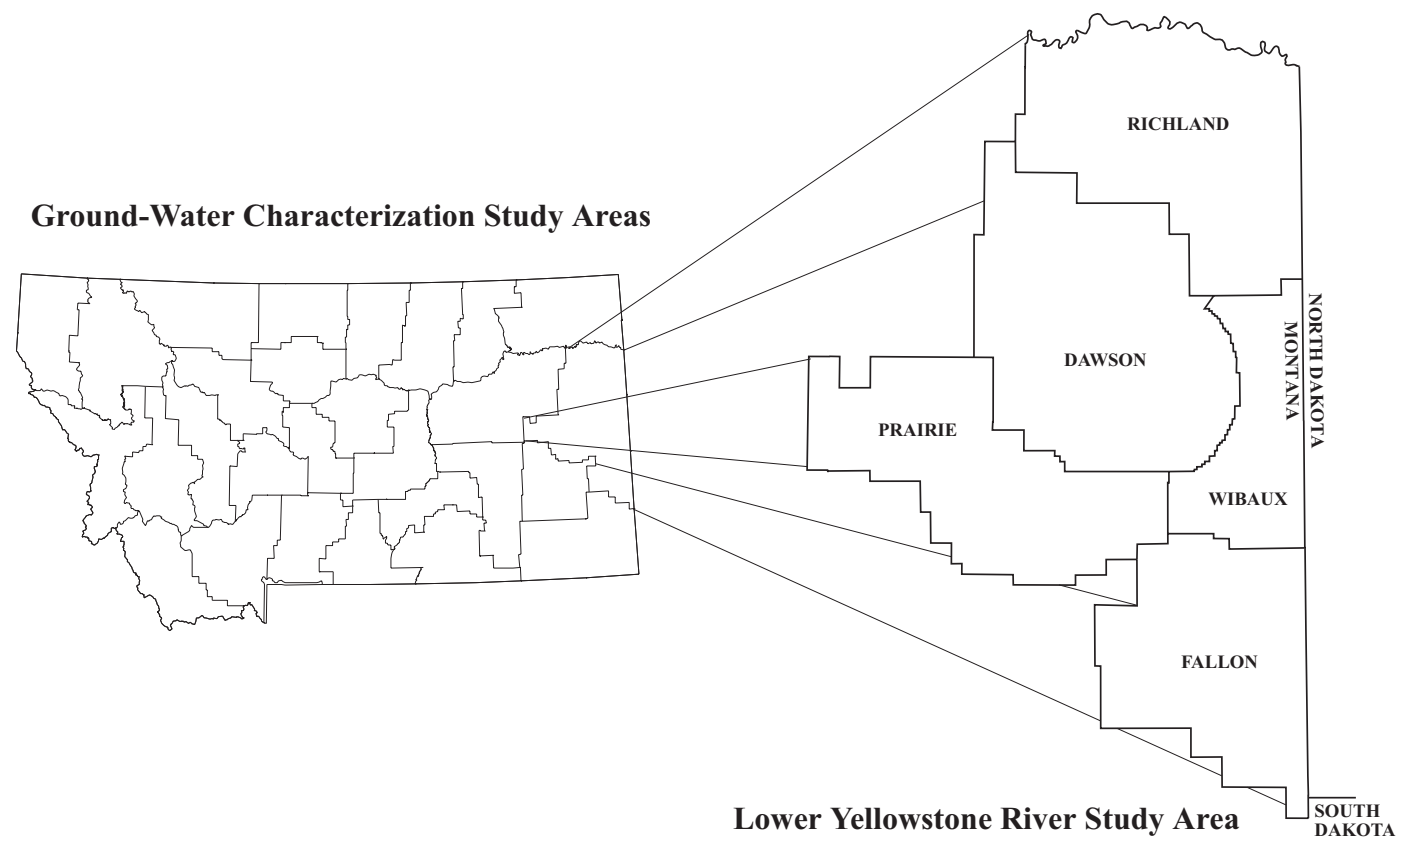 Ground-Water Characterization Study Areas
RICHLAND
DAWSON
PRAIRIE
WIBAUX
FALLON
MONTANA
NORTH DAKOTA
SOUTH
DAKOTA
Lower Yellowstone River Study Area